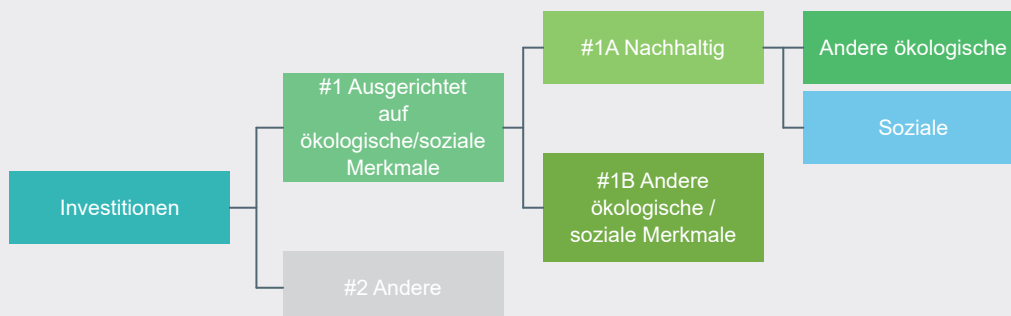 Investitionen
#1 Ausgerichtet
auf
ökologische/soziale
Merkmale
#2 Andere
#1A Nachhaltig
#1B Andere
ökologische /
soziale Merkmale
Andere ökologische
Soziale